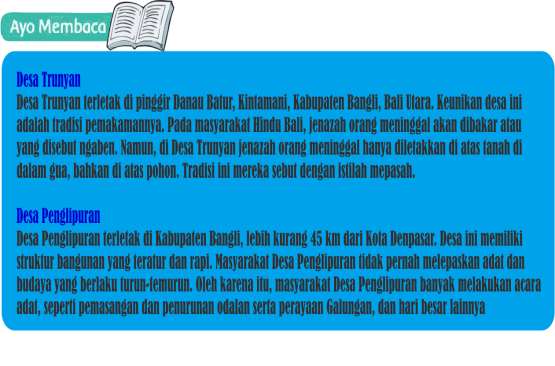 Ayo Membaca
Desa Trunyan
Desa Trunyan terletak di pinggir Danau Batur, Kintamani, Kabupaten Bangli, Bali Utara. Keunikan desa ini
adalah tradisi pemakamannya. Pada masyarakat Hindu Bali, jenazah orang meninggal akan dibakar atau
yang disebut ngaben. Namun, di Desa Trunyan jenazah orang meninggal hanya diletakkan di atas tanah di
dalam gua, bahkan di atas pohon. Tradisi ini mereka sebut dengan istilah mepasah.
Desa Penglipuran
Desa Penglipuran terletak di Kabupaten Bangli, lebih kurang 45 km dari Kota Denpasar. Desa ini memiliki
struktur bangunan yang teratur dan rapi. Masyarakat Desa Penglipuran tidak pernah melepaskan adat dan
budaya yang berlaku turun-temurun. Oleh karena itu, masyarakat Desa Penglipuran banyak melakukan acara
adat, seperti pemasangan dan penurunan odalan serta perayaan Galungan, dan hari besar lainnya